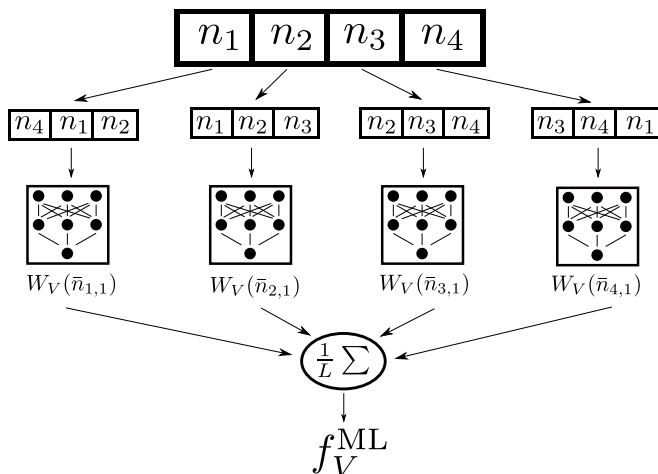 n₁ n₂ n₃ n₄
n₄ n₁ n₂ n₁ n₂ n₃ n₂ n₃ n₄ n₃ n₄ n₁
W_V(n̄₁,₁) W_V(n̄₂,₁) W_V(n̄₃,₁) W_V(n̄₄,₁)
1/L ∑
f_V^ML